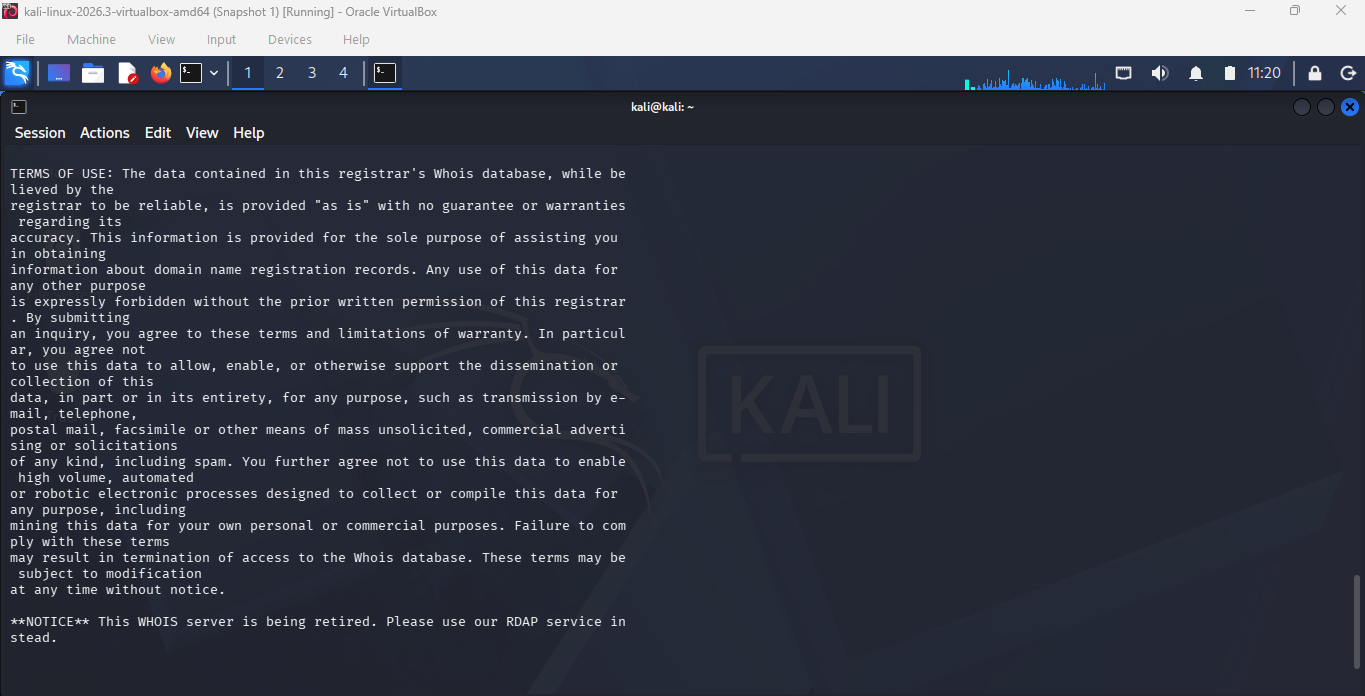 kali-linux-2026.3-virtualbox-amd64 (Snapshot 1) [Running] - Oracle VirtualBox
File Machine View Input Devices Help
1 2 3 4 11:20
kali@kali: ~
Session Actions Edit View Help
TERMS OF USE: The data contained in this registrar's Whois database, while be
lieved by the
registrar to be reliable, is provided "as is" with no guarantee or warranties
 regarding its
accuracy. This information is provided for the sole purpose of assisting you
in obtaining
information about domain name registration records. Any use of this data for
any other purpose
is expressly forbidden without the prior written permission of this registrar
. By submitting
an inquiry, you agree to these terms and limitations of warranty. In particul
ar, you agree not
to use this data to allow, enable, or otherwise support the dissemination or
collection of this
data, in part or in its entirety, for any purpose, such as transmission by e-
mail, telephone,
postal mail, facsimile or other means of mass unsolicited, commercial adverti
sing or solicitations
of any kind, including spam. You further agree not to use this data to enable
 high volume, automated
or robotic electronic processes designed to collect or compile this data for
any purpose, including
mining this data for your own personal or commercial purposes. Failure to com
ply with these terms
may result in termination of access to the Whois database. These terms may be
 subject to modification
at any time without notice.
**NOTICE** This WHOIS server is being retired. Please use our RDAP service in
stead.
KALI